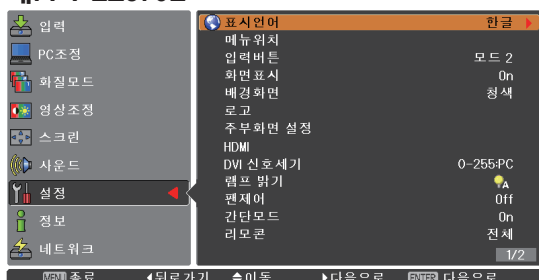 입력
PC조정
화질모드
영상조정
스크린
사운드
설정
정보
네트워크
표시언어 한글
메뉴위치
입력버튼 모드 2
화면표시 On
배경화면 청색
로고
주부화면 설정
HDMI
DVI 신호세기 0-255:PC
램프 밝기 A
팬제어 Off
간단모드 On
리모콘 전체
1/2
MENU 종료 뒤로가기 이동 다음으로 ENTER 다음으로